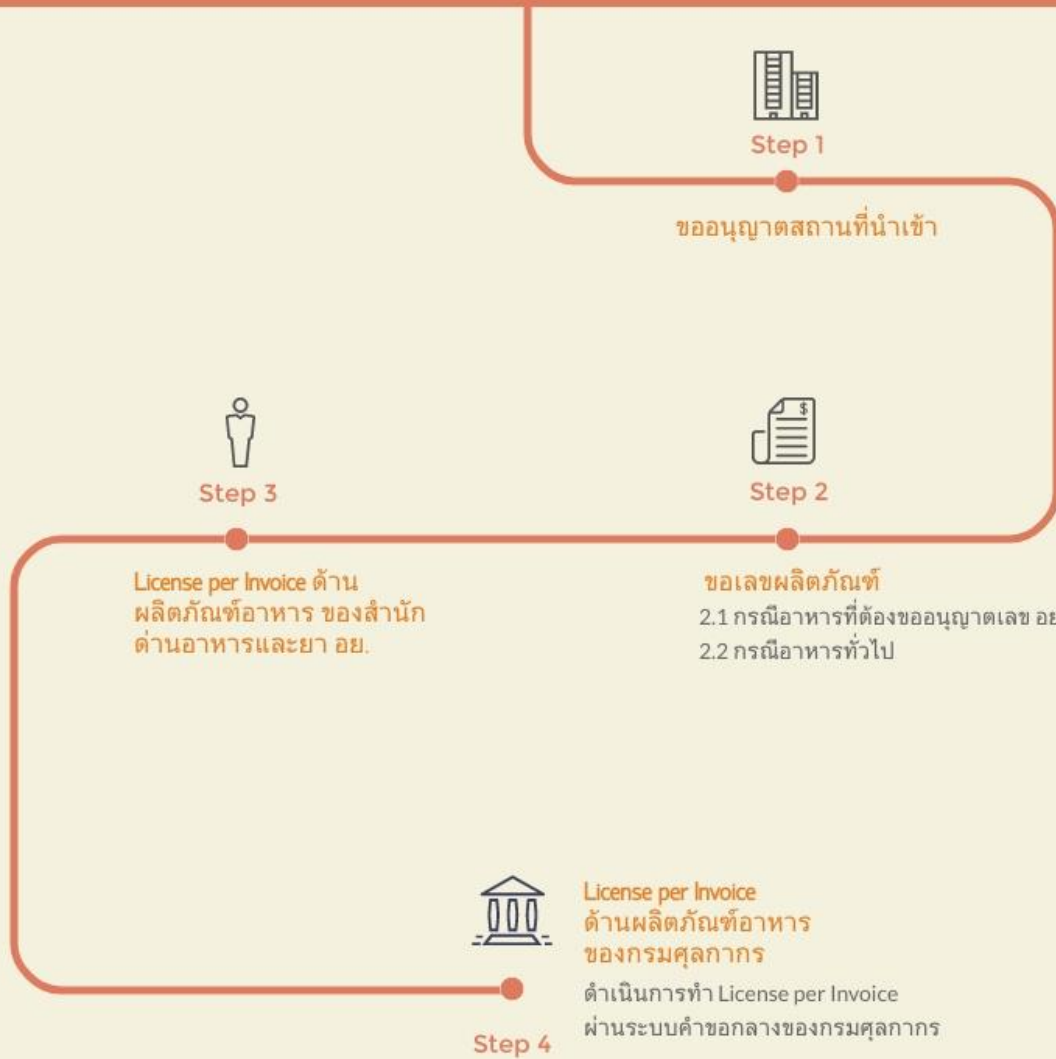 Step 1
ขออนุญาตสถานที่นำเข้า
Step 2
ขอเลขผลิตภัณฑ์
2.1 กรณีอาหารที่ต้องขออนุญาตเลข อย
2.2 กรณีอาหารทั่วไป
Step 3
License per Invoice ด้าน
ผลิตภัณฑ์อาหาร ของสำนัก
ด่านอาหารและยา อย.
License per Invoice
ด้านผลิตภัณฑ์อาหาร
ของกรมศุลกากร
ดำเนินการทำ License per Invoice
ผ่านระบบคำขอกลางของกรมศุลกากร
Step 4